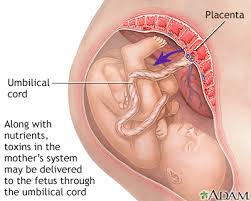 Placenta
Umbilical
cord
Along with
nutrients,
toxins in the
mother's system
may be delivered
to the fetus through
the umbilical cord
ADAM